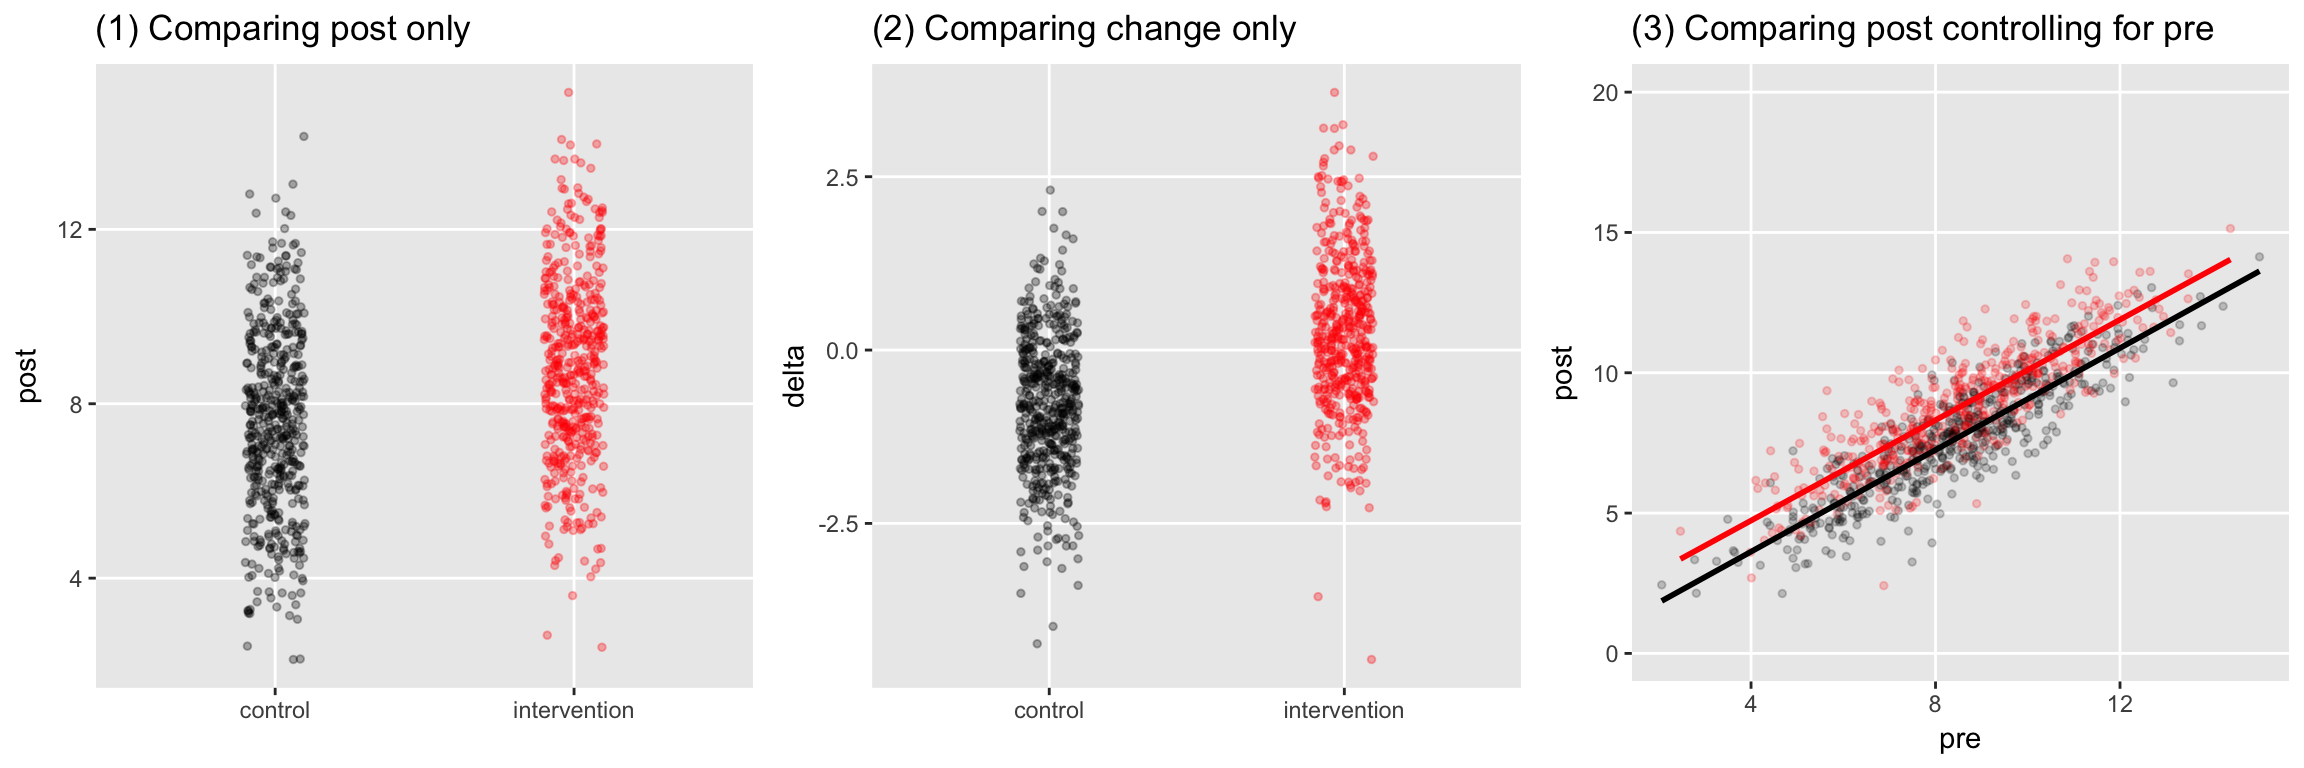 (1) Comparing post only
post
12
8
4
control
intervention
(2) Comparing change only
delta
2.5
0.0
-2.5
control
intervention
(3) Comparing post controlling for pre
post
20
15
10
5
0
4
8
12
pre